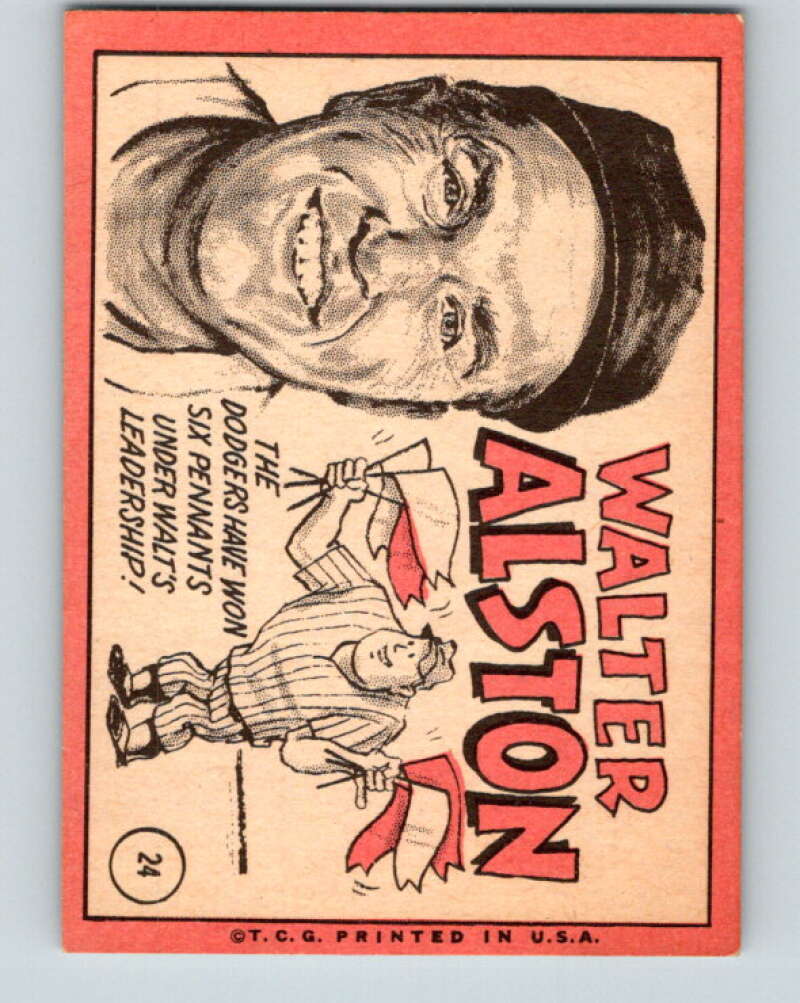 WALTER
ALSTON
THE
DODGERS HAVE WON
SIX PENNANTS
UNDER WALT'S
LEADERSHIP!
24
©T.C.G. PRINTED IN U.S.A.